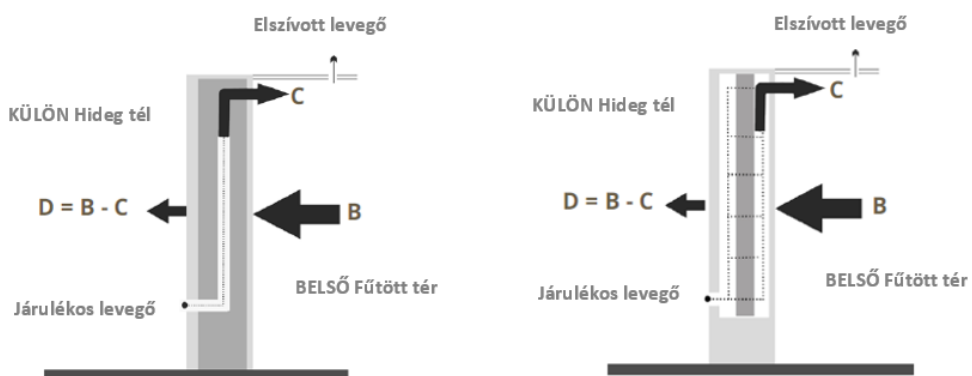 Elszívott levegő
C
KÜLÖN Hideg tél
D = B - C
B
Járulékos levegő
BELSŐ Fűtött tér
Elszívott levegő
C
KÜLÖN Hideg tél
D = B - C
B
Járulékos levegő
BELSŐ Fűtött tér